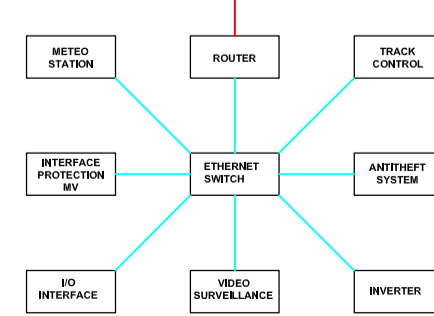 METEO
STATION
ROUTER
TRACK
CONTROL
INTERFACE
PROTECTION
MV
ETHERNET
SWITCH
ANTITHEFT
SYSTEM
I/O
INTERFACE
VIDEO
SURVEILLANCE
INVERTER